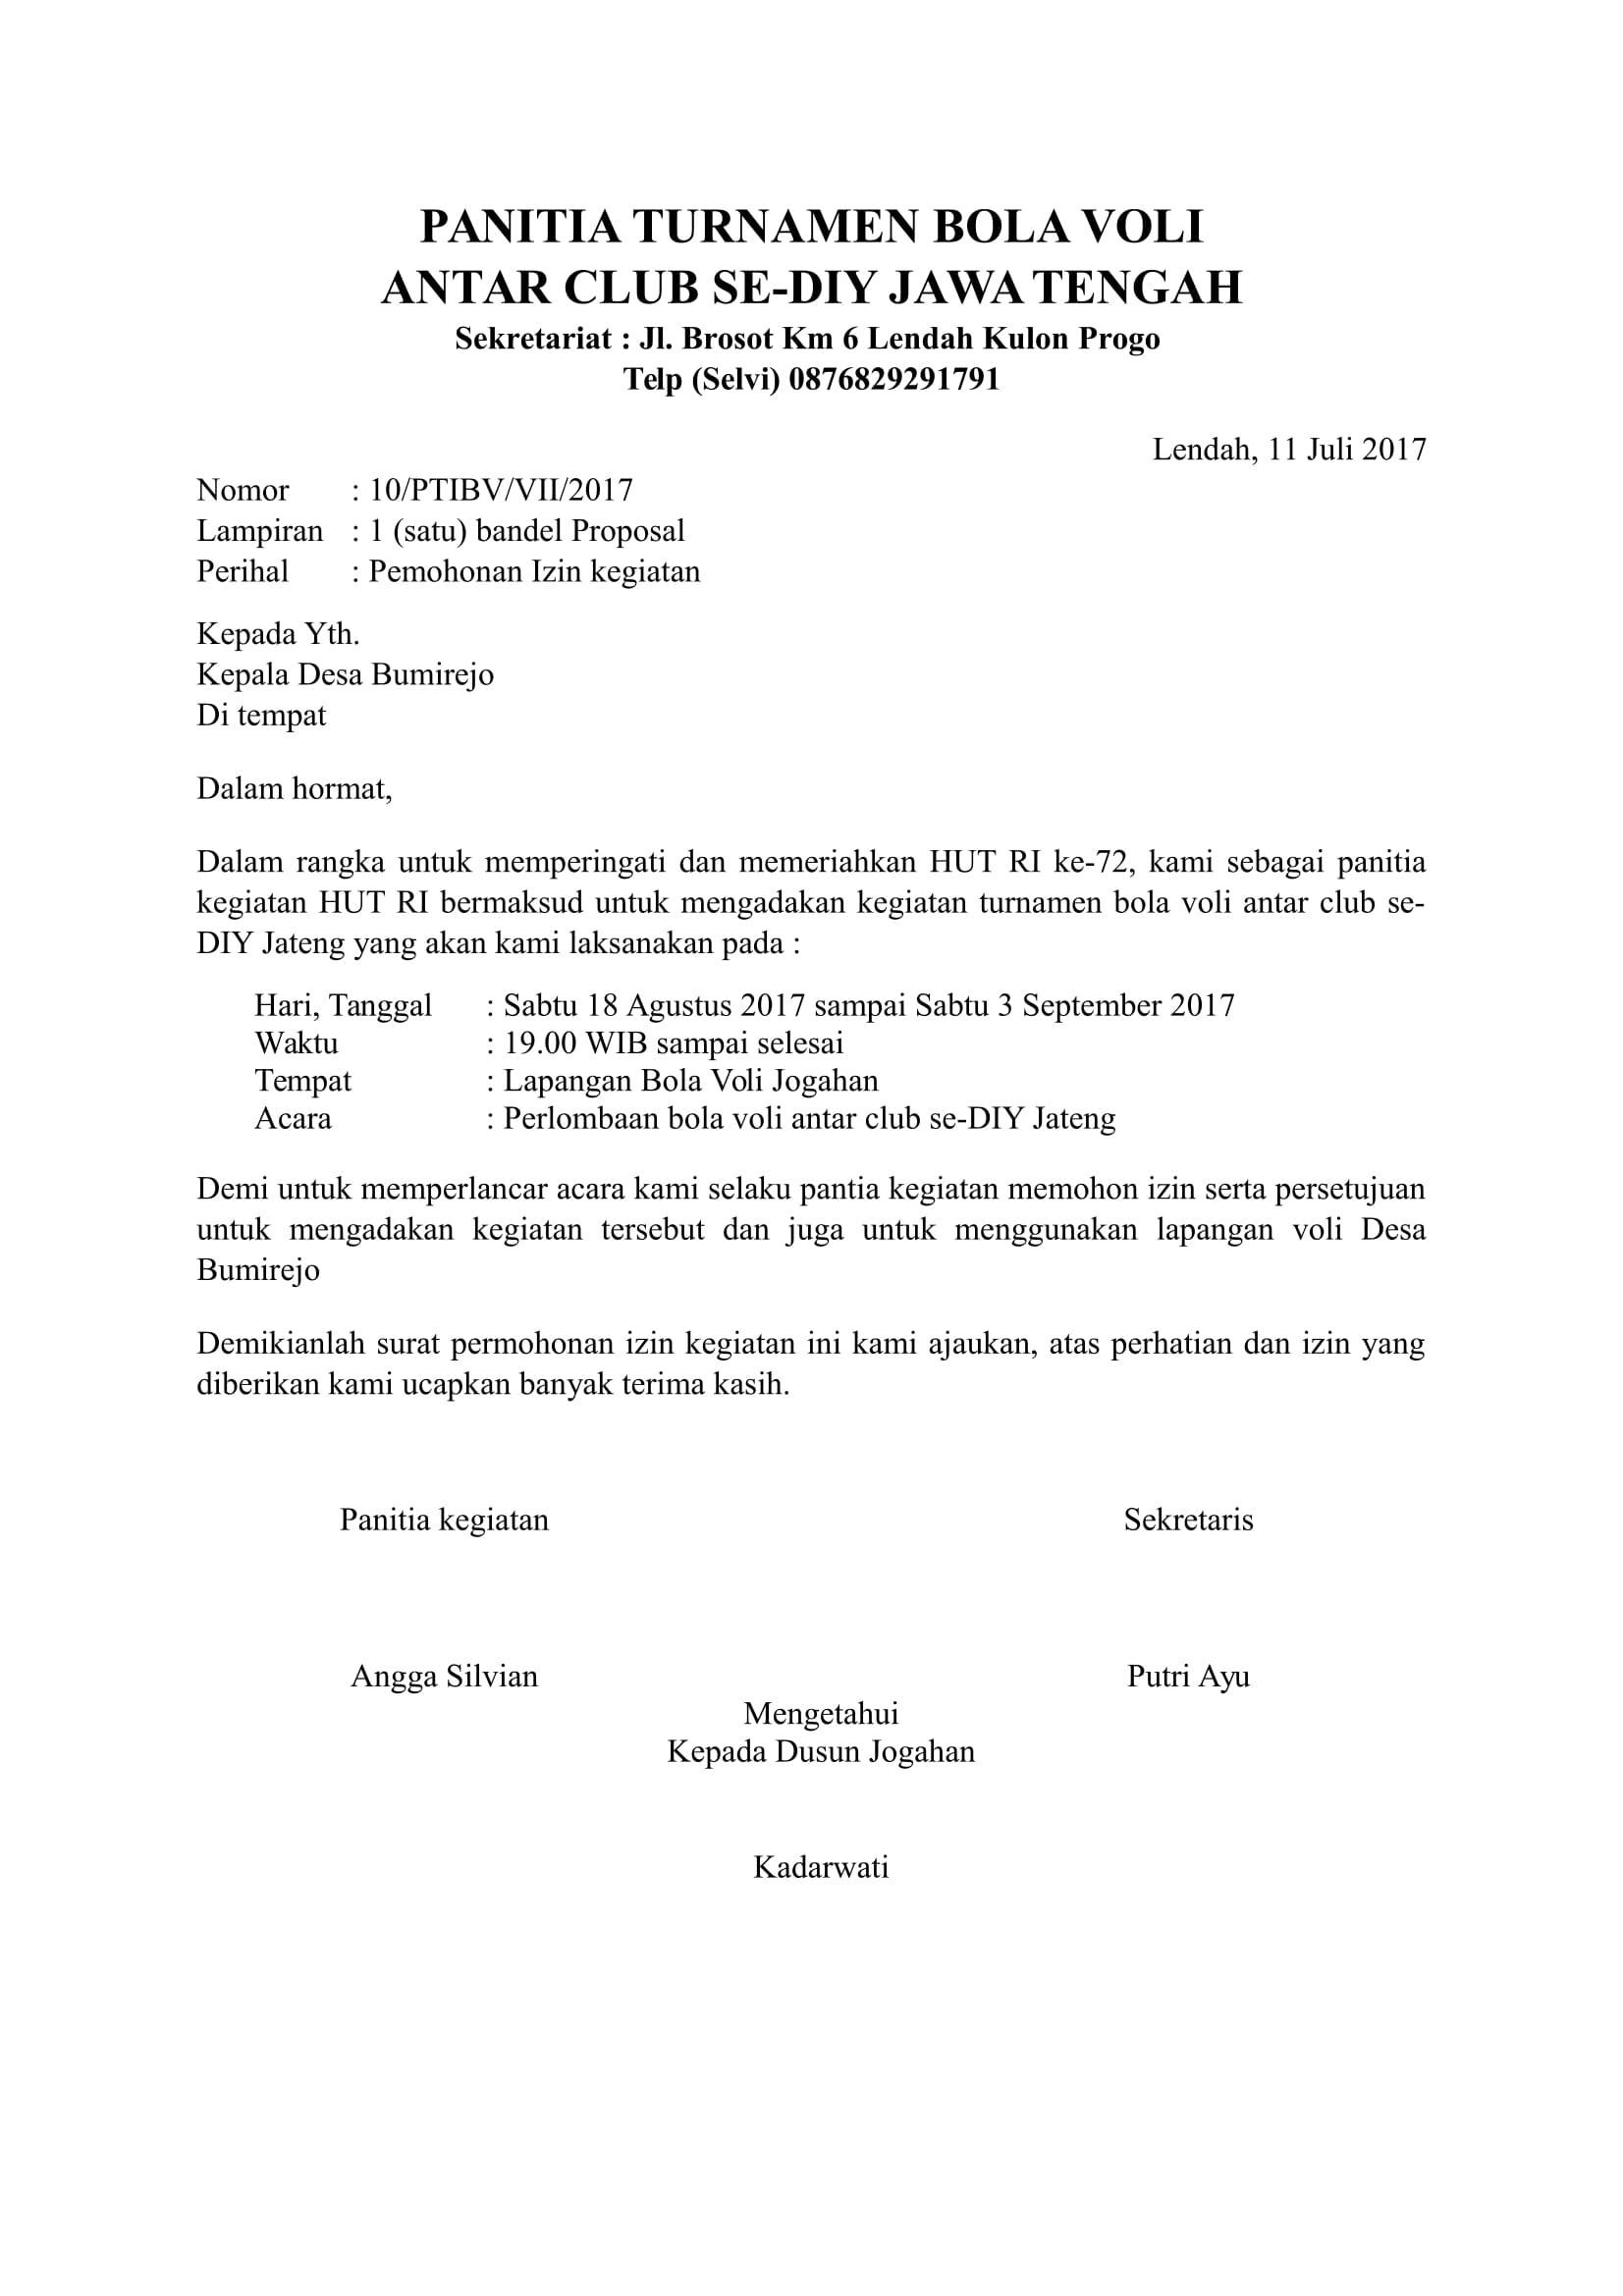 PANITIA TURNAMEN BOLA VOLI
ANTAR CLUB SE-DIY JAWA TENGAH
Sekretariat : Jl. Brosot Km 6 Lendah Kulon Progo
Telp (Selvi) 0876829291791
Lendah, 11 Juli 2017
Nomor : 10/PTIBV/VII/2017
Lampiran : 1 (satu) bandel Proposal
Perihal : Pemohonan Izin kegiatan
Kepada Yth.
Kepala Desa Bumirejo
Di tempat
Dalam hormat,
Dalam rangka untuk memperingati dan memeriahkan HUT RI ke-72, kami sebagai panitia
kegiatan HUT RI bermaksud untuk mengadakan kegiatan turnamen bola voli antar club se-
DIY Jateng yang akan kami laksanakan pada :
Hari, Tanggal : Sabtu 18 Agustus 2017 sampai Sabtu 3 September 2017
Waktu : 19.00 WIB sampai selesai
Tempat : Lapangan Bola Voli Jogahan
Acara : Perlombaan bola voli antar club se-DIY Jateng
Demi untuk memperlancar acara kami selaku pantia kegiatan memohon izin serta persetujuan
untuk mengadakan kegiatan tersebut dan juga untuk menggunakan lapangan voli Desa
Bumirejo
Demikianlah surat permohonan izin kegiatan ini kami ajaukan, atas perhatian dan izin yang
diberikan kami ucapkan banyak terima kasih.
Panitia kegiatan Sekretaris
Angga Silvian Putri Ayu
Mengetahui
Kepada Dusun Jogahan
Kadarwati